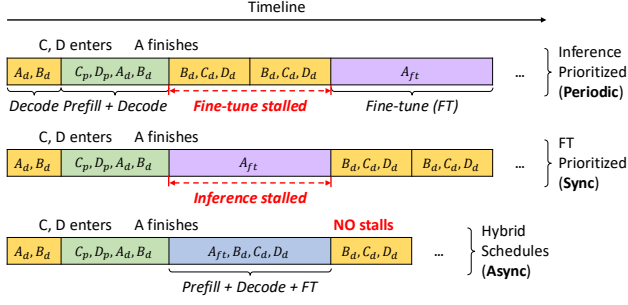 Timeline
C, D enters A finishes
A_d, B_d C_p, D_p, A_d, B_d B_d, C_d, D_d B_d, C_d, D_d A_ft ...
Decode Prefill + Decode Fine-tune stalled Fine-tune (FT)
Inference
Prioritized
(Periodic)
C, D enters A finishes
A_d, B_d C_p, D_p, A_d, B_d A_ft B_d, C_d, D_d B_d, C_d, D_d ...
Inference stalled
FT
Prioritized
(Sync)
C, D enters A finishes NO stalls
A_d, B_d C_p, D_p, A_d, B_d A_ft, B_d, C_d, D_d B_d, C_d, D_d ...
Prefill + Decode + FT
Hybrid
Schedules
(Async)